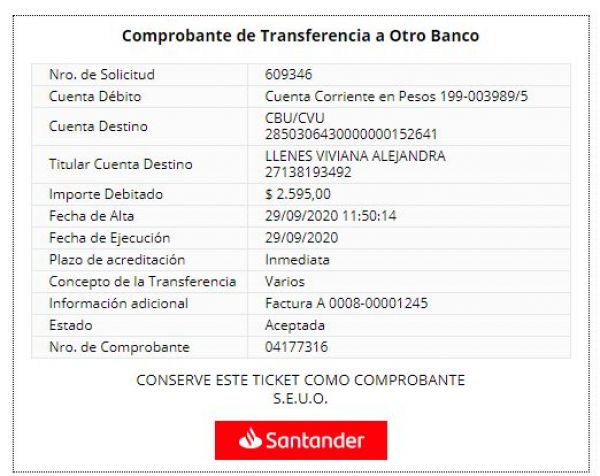 Comprobante de Transferencia a Otro Banco
Nro. de Solicitud 609346
Cuenta Débito Cuenta Corriente en Pesos 199-003989/5
Cuenta Destino CBU/CVU
2850306430000000152641
Titular Cuenta Destino LLENES VIVIANA ALEJANDRA
27138193492
Importe Debitado $ 2.595,00
Fecha de Alta 29/09/2020 11:50:14
Fecha de Ejecución 29/09/2020
Plazo de acreditación Inmediata
Concepto de la Transferencia Varios
Información adicional Factura A 0008-00001245
Estado Aceptada
Nro. de Comprobante 04177316
CONSERVE ESTE TICKET COMO COMPROBANTE
S.E.U.O.
Santander